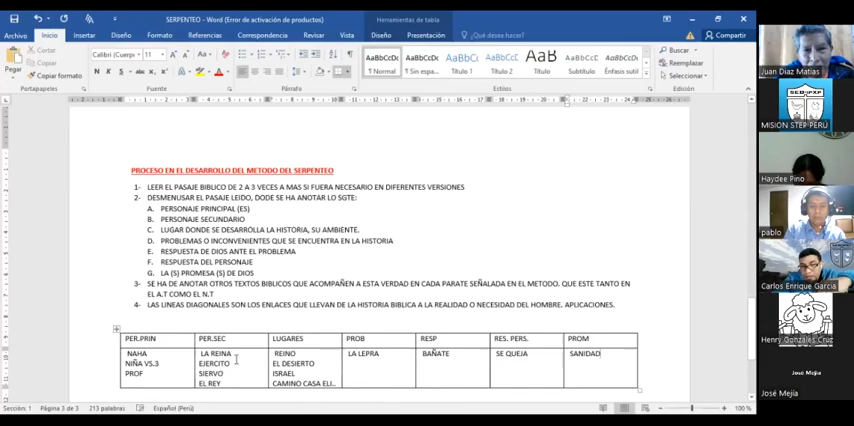 SERPENTEO - Word (Error de activación de productos)
Herramientas de tabla
Archivo Inicio Insertar Diseño Formato Referencias Correspondencia Revisar Vista Diseño Presentación ¿Qué desea hacer? Compartir
Pegar
Cortar
Copiar
Copiar formato
Portapapeles
Calibri (Cuerpo 11
Fuente
Párrafo
¶ Normal
¶ Sin espa...
Título 1
Título 2
Título
Subtítulo
Énfasis sutil
Estilos
Buscar
Reemplazar
Seleccionar
Edición
PROCESO EN EL DESARROLLO DEL METODO DEL SERPENTEO
1- LEER EL PASAJE BIBLICO DE 2 A 3 VECES A MAS SI FUERA NECESARIO EN DIFERENTES VERSIONES
2- DESMENUSAR EL PASAJE LEIDO, DODE SE HA ANOTAR LO SGTE:
A. PERSONAJE PRINCIPAL (ES)
B. PERSONAJE SECUNDARIO
C. LUGAR DONDE SE DESARROLLA LA HISTORIA, SU AMBIENTE.
D. PROBLEMAS O INCONVENIENTES QUE SE ENCUENTRA EN LA HISTORIA
E. RESPUESTA DE DIOS ANTE EL PROBLEMA
F. RESPUESTA DEL PERSONAJE
G. LA (S) PROMESA (S) DE DIOS
3- SE HA DE ANOTAR OTROS TEXTOS BIBLICOS QUE ACOMPAÑEN A ESTA VERDAD EN CADA PARATE SEÑALADA EN EL METODO. QUE ESTE TANTO EN
EL A.T COMO EL N.T
4- LAS LINEAS DIAGONALES SON LOS ENLACES QUE LLEVAN DE LA HISTORIA BIBLICA A LA REALIDAD O NECESIDAD DEL HOMBRE. APLICACIONES.
PER.PRIN PER.SEC LUGARES PROB RESP RES. PERS. PROM
NAHA LA REINA REINO LA LEPRA BAÑATE SE QUEJA SANIDAD
NIÑA VS.3 EJERCITO EL DESIERTO
PROF SIERVO ISRAEL
EL REY CAMINO CASA ELI..
Sección: 1 Página 3 de 3 213 palabras Español (Perú) 100 %
Juan Diaz Matias
MISION STEP PERÚ
Haydee Pino
pablo
Carlos Enrique Garcia
Henry Gonzales Cruz
José Mejía
José Mejía